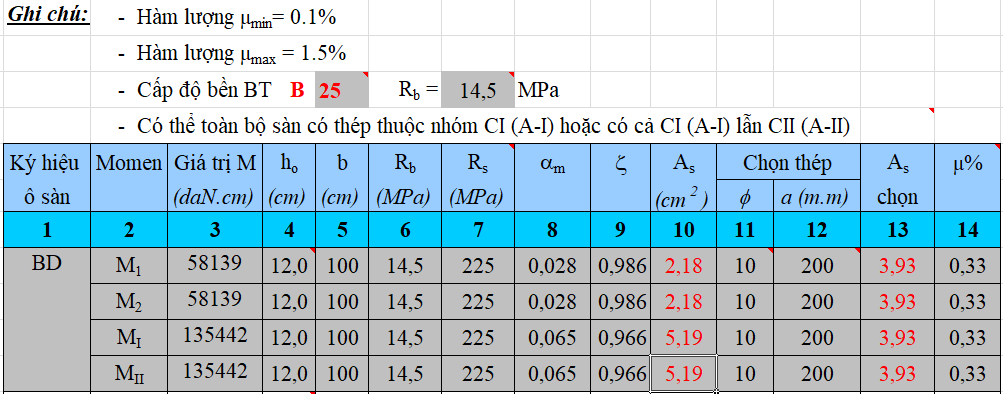 Ghi chú: - Hàm lượng μmin= 0.1%
- Hàm lượng μmax = 1.5%
- Cấp độ bền BT B 25 Rb = 14,5 MPa
- Có thể toàn bộ sàn có thép thuộc nhóm CI (A-I) hoặc có cả CI (A-I) lẫn CII (A-II)
Ký hiệu Momen Giá trị M ho b Rb Rs αm ζ As Chọn thép As μ%
ô sàn (daN.cm) (cm) (cm) (MPa) (MPa) (cm²) ϕ a (m.m) chọn
1 2 3 4 5 6 7 8 9 10 11 12 13 14
BD M1 58139 12,0 100 14,5 225 0,028 0,986 2,18 10 200 3,93 0,33
M2 58139 12,0 100 14,5 225 0,028 0,986 2,18 10 200 3,93 0,33
MI 135442 12,0 100 14,5 225 0,065 0,966 5,19 10 200 3,93 0,33
MII 135442 12,0 100 14,5 225 0,065 0,966 5,19 10 200 3,93 0,33